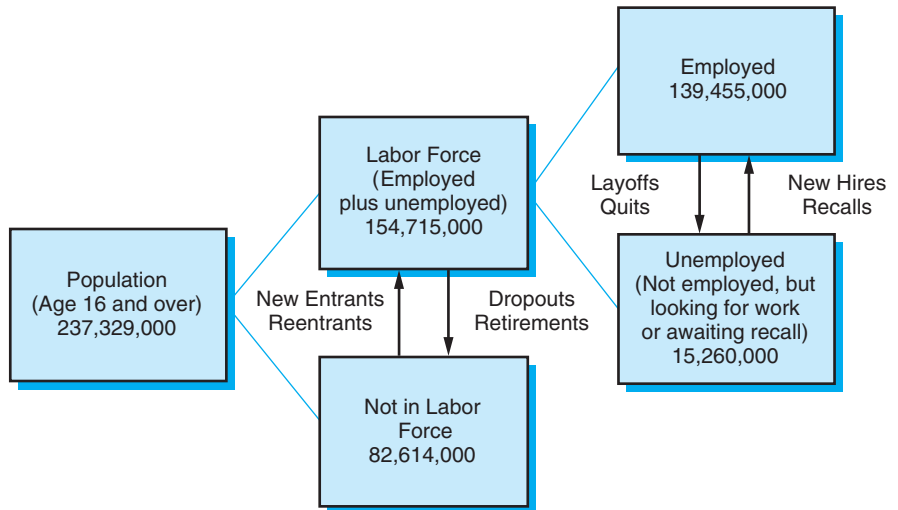 Population
(Age 16 and over)
237,329,000
Labor Force
(Employed
plus unemployed)
154,715,000
New Entrants
Reentrants
Dropouts
Retirements
Not in Labor
Force
82,614,000
Employed
139,455,000
Layoffs
Quits
New Hires
Recalls
Unemployed
(Not employed, but
looking for work
or awaiting recall)
15,260,000